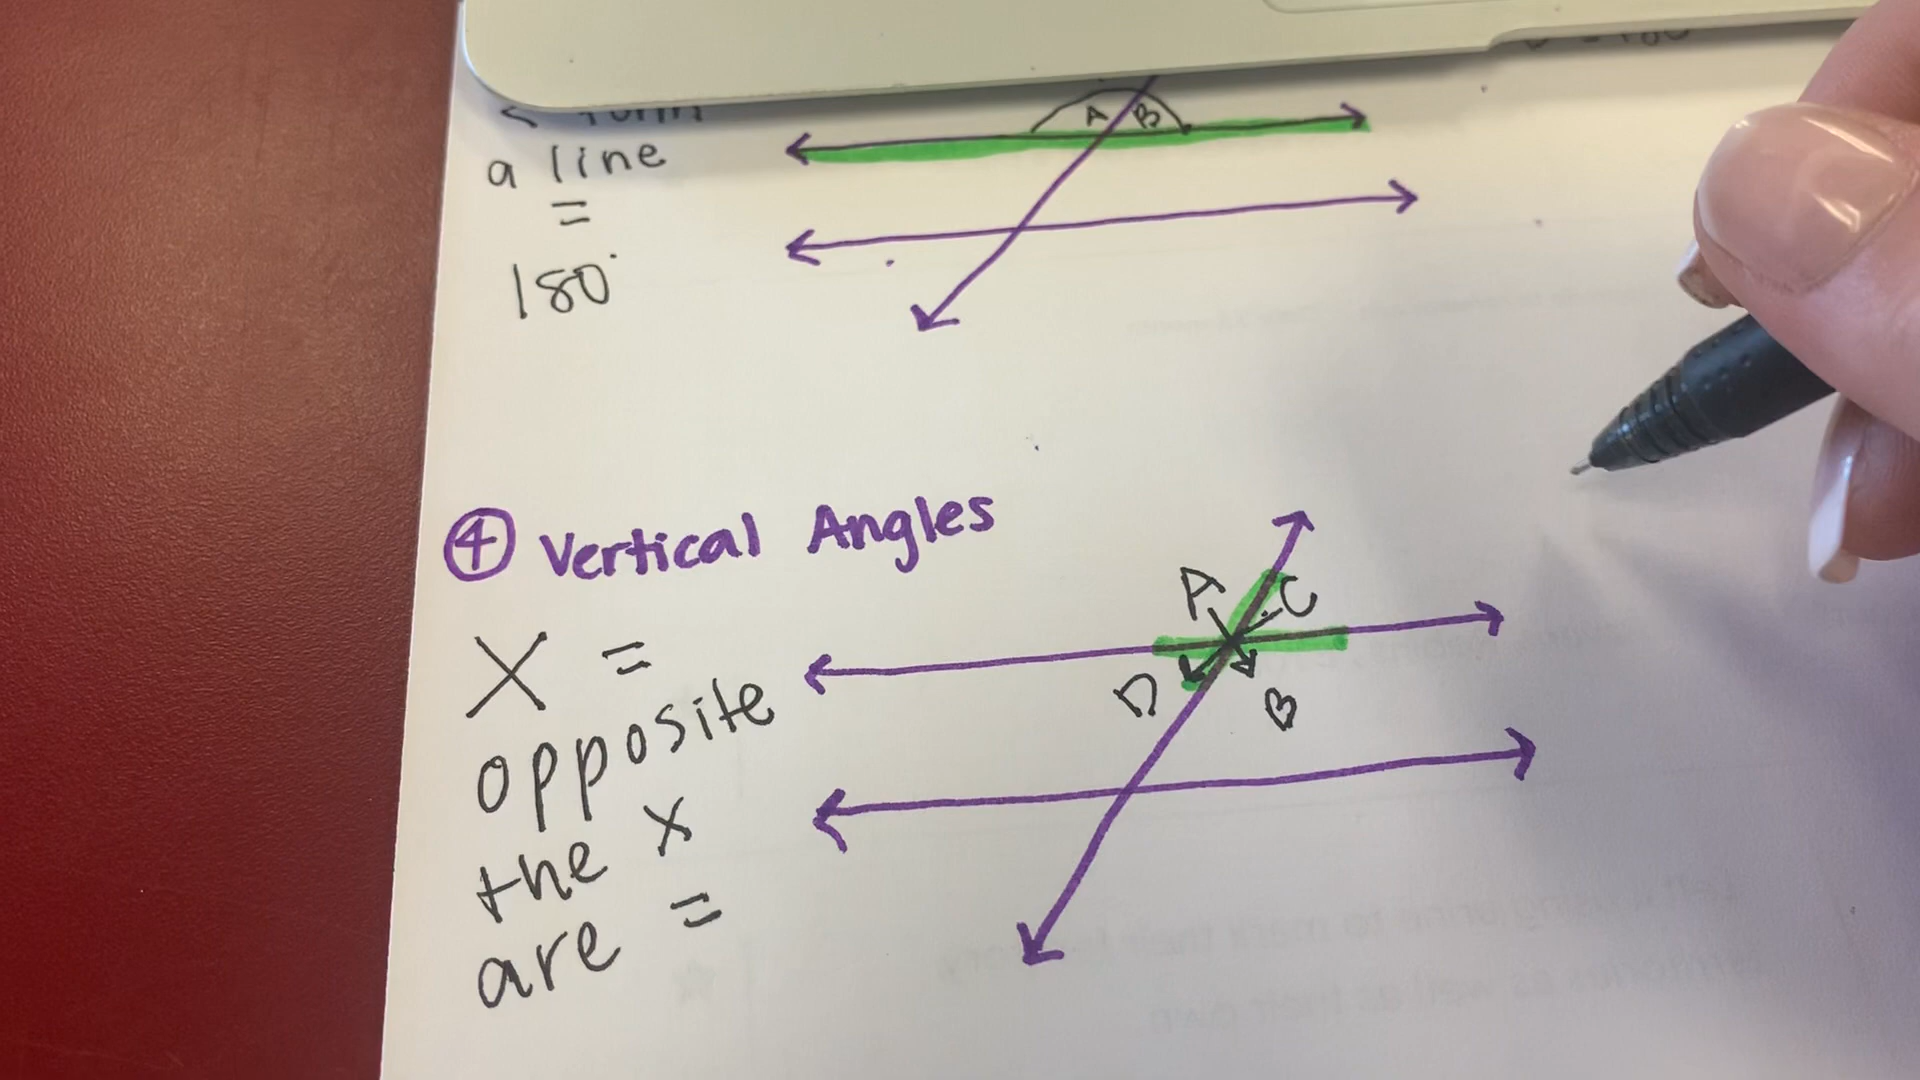 a line
=
180°
A B
④ Vertical Angles
X =
opposite
the x
are =
A C
D B